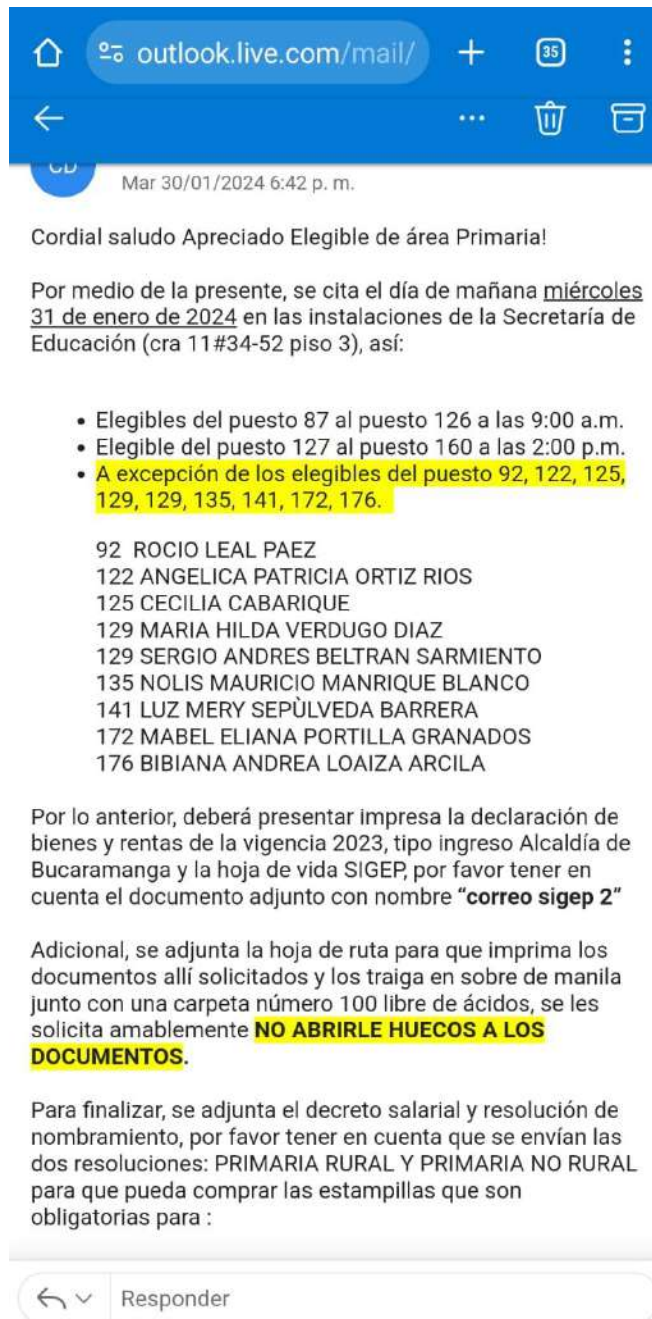 outlook.live.com/mail/
35
CD
Mar 30/01/2024 6:42 p. m.
Cordial saludo Apreciado Elegible de área Primaria!
Por medio de la presente, se cita el día de mañana miércoles
31 de enero de 2024 en las instalaciones de la Secretaría de
Educación (cra 11#34-52 piso 3), así:
• Elegibles del puesto 87 al puesto 126 a las 9:00 a.m.
• Elegible del puesto 127 al puesto 160 a las 2:00 p.m.
• A excepción de los elegibles del puesto 92, 122, 125,
129, 129, 135, 141, 172, 176.
92 ROCIO LEAL PAEZ
122 ANGELICA PATRICIA ORTIZ RIOS
125 CECILIA CABARIQUE
129 MARIA HILDA VERDUGO DIAZ
129 SERGIO ANDRES BELTRAN SARMIENTO
135 NOLIS MAURICIO MANRIQUE BLANCO
141 LUZ MERY SEPÙLVEDA BARRERA
172 MABEL ELIANA PORTILLA GRANADOS
176 BIBIANA ANDREA LOAIZA ARCILA
Por lo anterior, deberá presentar impresa la declaración de
bienes y rentas de la vigencia 2023, tipo ingreso Alcaldía de
Bucaramanga y la hoja de vida SIGEP, por favor tener en
cuenta el documento adjunto con nombre “correo sigep 2”
Adicional, se adjunta la hoja de ruta para que imprima los
documentos allí solicitados y los traiga en sobre de manila
junto con una carpeta número 100 libre de ácidos, se les
solicita amablemente NO ABRIRLE HUECOS A LOS
DOCUMENTOS.
Para finalizar, se adjunta el decreto salarial y resolución de
nombramiento, por favor tener en cuenta que se envían las
dos resoluciones: PRIMARIA RURAL Y PRIMARIA NO RURAL
para que pueda comprar las estampillas que son
obligatorias para :
Responder